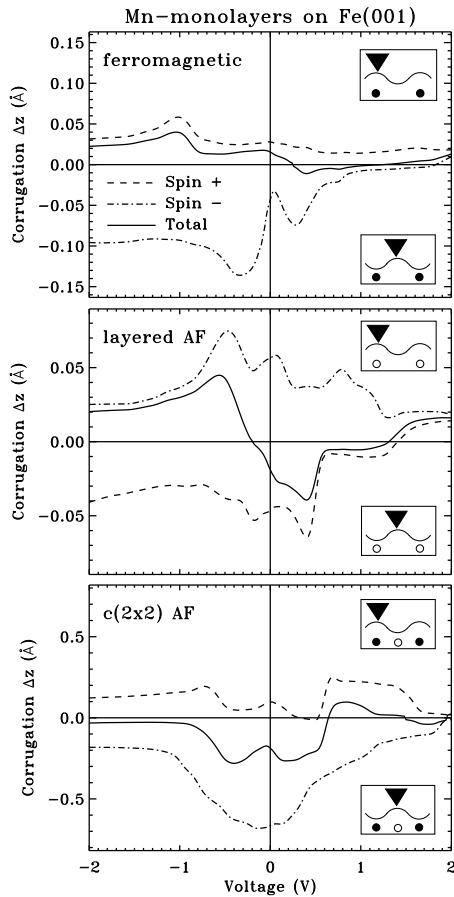 Mn−monolayers on Fe(001)
ferromagnetic
0.15
0.10
0.05
0.00
−0.05
−0.10
−0.15
Corrugation Δz (Å)
Spin +
Spin −
Total
layered AF
0.05
0.00
−0.05
Corrugation Δz (Å)
c(2x2) AF
0.5
0.0
−0.5
Corrugation Δz (Å)
−2 −1 0 1 2
Voltage (V)